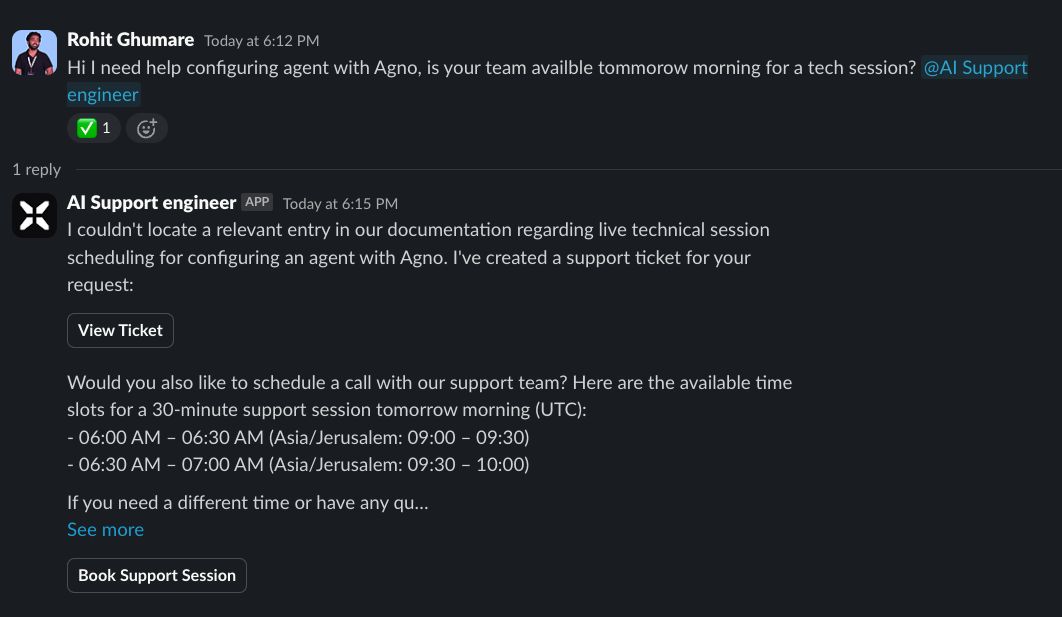 Rohit Ghumare Today at 6:12 PM
Hi I need help configuring agent with Agno, is your team availble tommorow morning for a tech session? @AI Support
engineer
1
1 reply
AI Support engineer APP Today at 6:15 PM
I couldn't locate a relevant entry in our documentation regarding live technical session
scheduling for configuring an agent with Agno. I've created a support ticket for your
request:
View Ticket
Would you also like to schedule a call with our support team? Here are the available time
slots for a 30-minute support session tomorrow morning (UTC):
- 06:00 AM – 06:30 AM (Asia/Jerusalem: 09:00 – 09:30)
- 06:30 AM – 07:00 AM (Asia/Jerusalem: 09:30 – 10:00)
If you need a different time or have any qu...
See more
Book Support Session